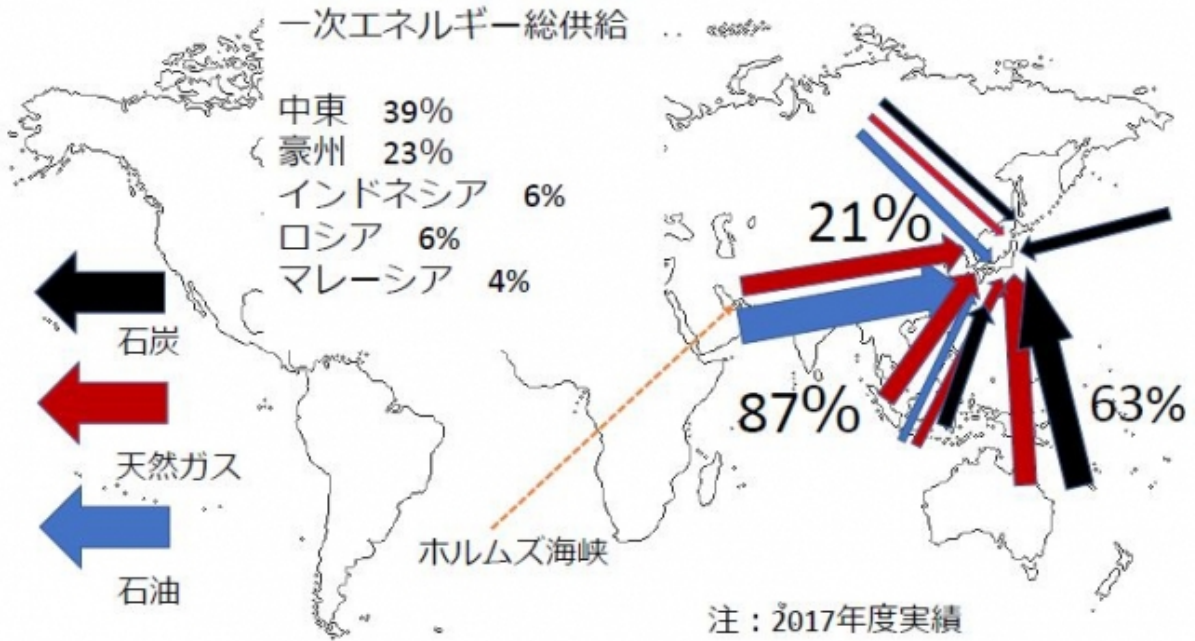 一次エネルギー総供給
中東 39%
豪州 23%
インドネシア 6%
ロシア 6%
マレーシア 4%
21%
87%
63%
石炭
天然ガス
石油
ホルムズ海峡
注：2017年度実績